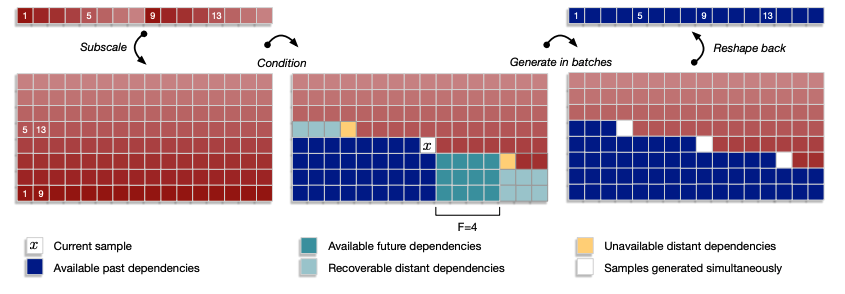 1 5 9 13
1 5 9 13
Subscale
Condition
Generate in batches
Reshape back
5 13
x
1 9
F=4
x Current sample
Available future dependencies
Unavailable distant dependencies
Available past dependencies
Recoverable distant dependencies
Samples generated simultaneously